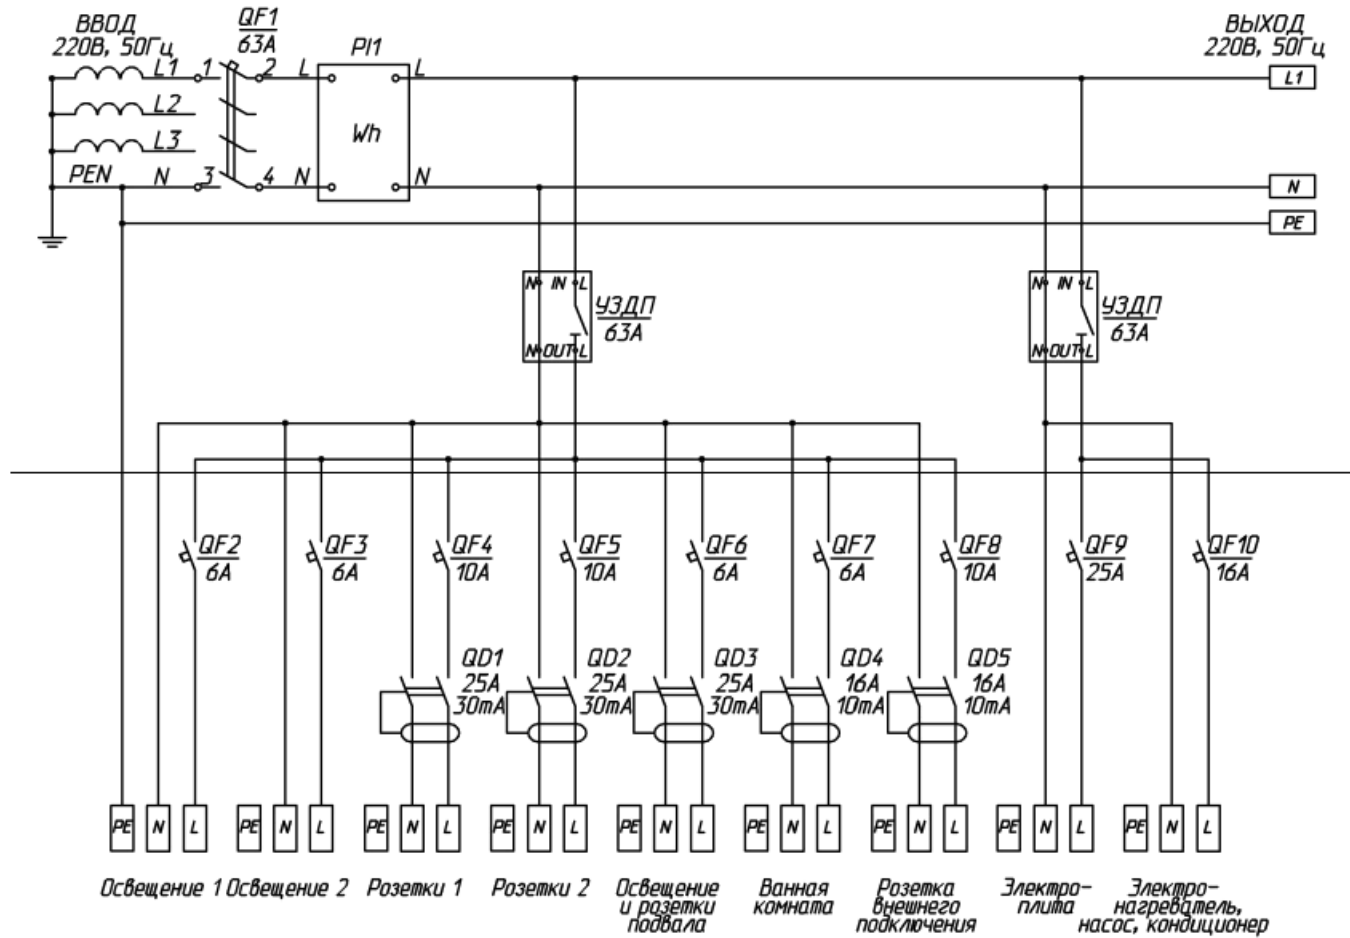 ВВОД
220В, 50Гц
QF1
63А
PI1
ВЫХОД
220В, 50Гц
L1 1 2 L L L1
L2
L3
Wh
PEN N 3 4 N N N
PE
N IN L
УЗДП
63А
N OUT L
N IN L
УЗДП
63А
N OUT L
QF2
6А
QF3
6А
QF4
10А
QF5
10А
QF6
6А
QF7
6А
QF8
10А
QF9
25А
QF10
16А
QD1
25А
30mA
QD2
25А
30mA
QD3
25А
30mA
QD4
16А
10mA
QD5
16А
10mA
PE N L PE N L PE N L PE N L PE N L PE N L PE N L PE N L PE N L
Освещение 1
Освещение 2
Розетки 1
Розетки 2
Освещение
и розетки
подвала
Ванная
комната
Розетка
внешнего
подключения
Электро-
плита
Электро-
нагреватель,
насос, кондиционер